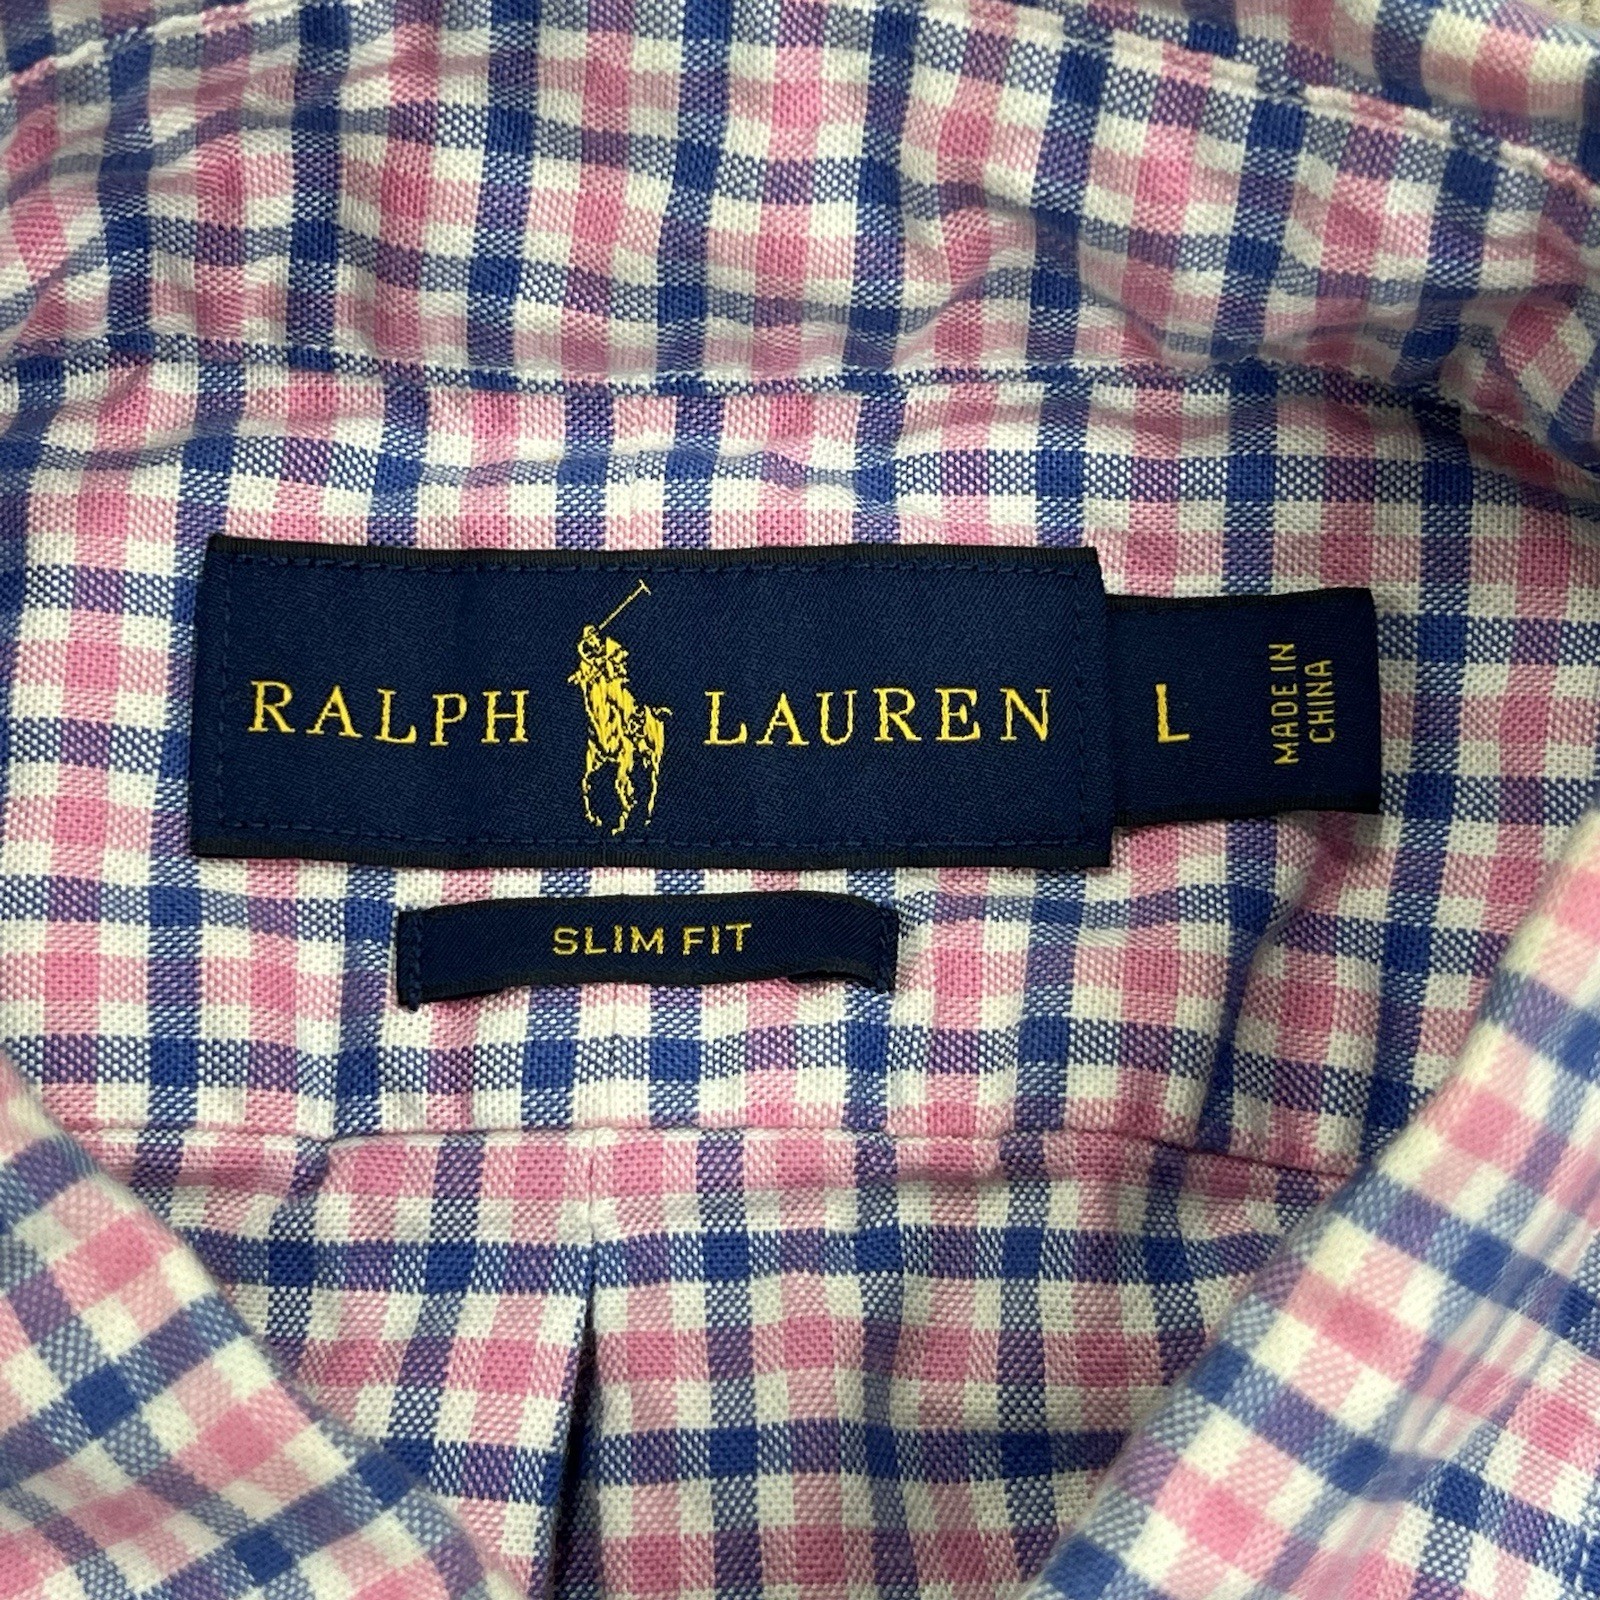 RALPH LAUREN
L
MADE IN
CHINA
SLIM FIT